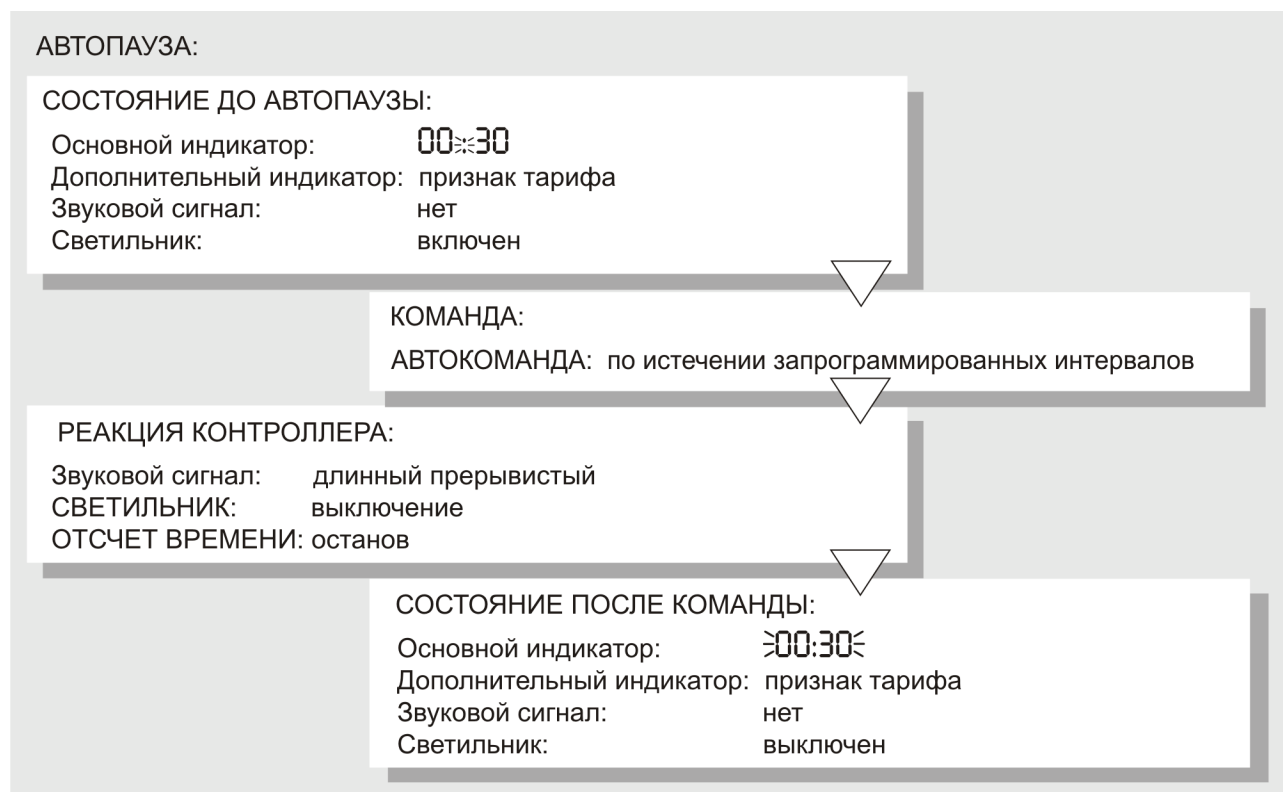 АВТОПАУЗА:
СОСТОЯНИЕ ДО АВТОПАУЗЫ:
Основной индикатор: 00:30
Дополнительный индикатор: признак тарифа
Звуковой сигнал: нет
Светильник: включен
КОМАНДА:
АВТОКОМАНДА: по истечении запрограммированных интервалов
РЕАКЦИЯ КОНТРОЛЛЕРА:
Звуковой сигнал: длинный прерывистый
СВЕТИЛЬНИК: выключение
ОТСЧЕТ ВРЕМЕНИ: останов
СОСТОЯНИЕ ПОСЛЕ КОМАНДЫ:
Основной индикатор: 00:30
Дополнительный индикатор: признак тарифа
Звуковой сигнал: нет
Светильник: выключен